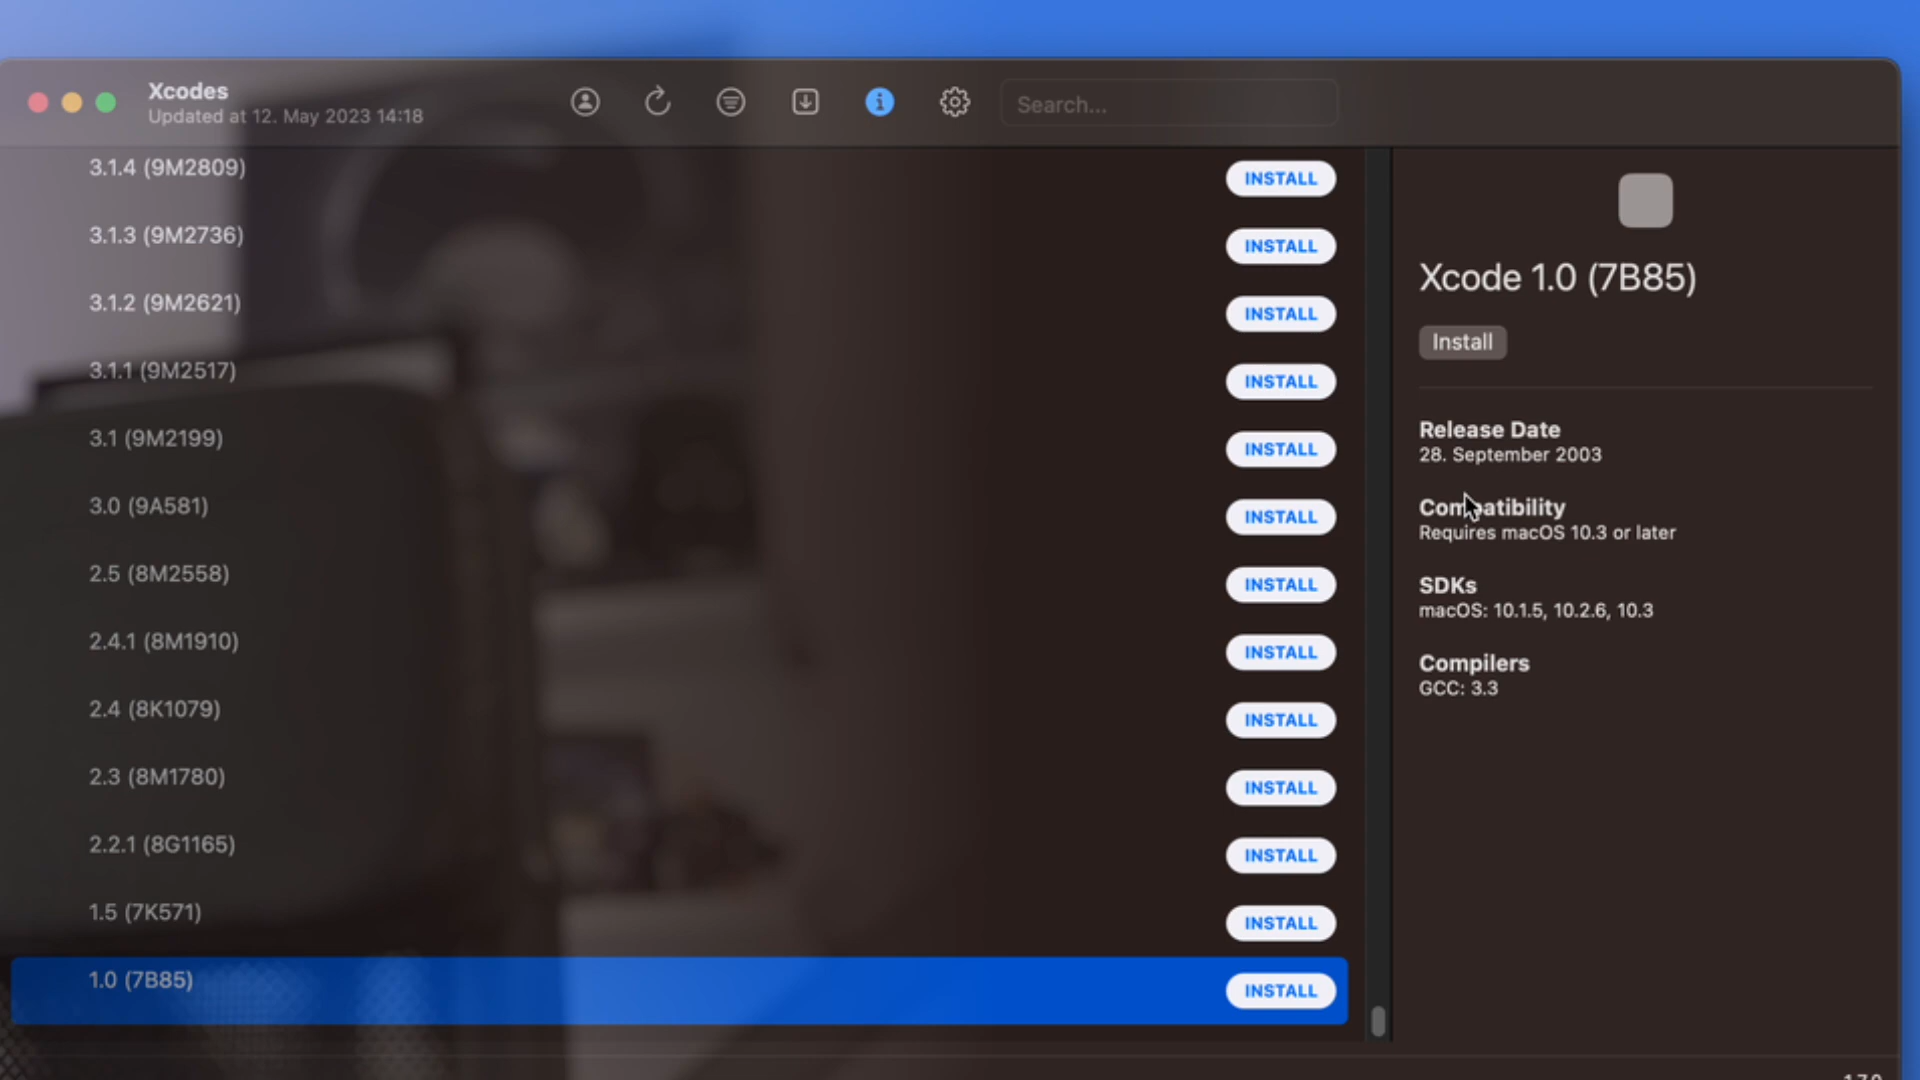 Xcodes
Updated at 12. May 2023 14:18
Search...
3.1.4 (9M2809)
INSTALL
3.1.3 (9M2736)
INSTALL
3.1.2 (9M2621)
INSTALL
3.1.1 (9M2517)
INSTALL
3.1 (9M2199)
INSTALL
3.0 (9A581)
INSTALL
2.5 (8M2558)
INSTALL
2.4.1 (8M1910)
INSTALL
2.4 (8K1079)
INSTALL
2.3 (8M1780)
INSTALL
2.2.1 (8G1165)
INSTALL
1.5 (7K571)
INSTALL
1.0 (7B85)
INSTALL
Xcode 1.0 (7B85)
Install
Release Date
28. September 2003
Compatibility
Requires macOS 10.3 or later
SDKs
macOS: 10.1.5, 10.2.6, 10.3
Compilers
GCC: 3.3